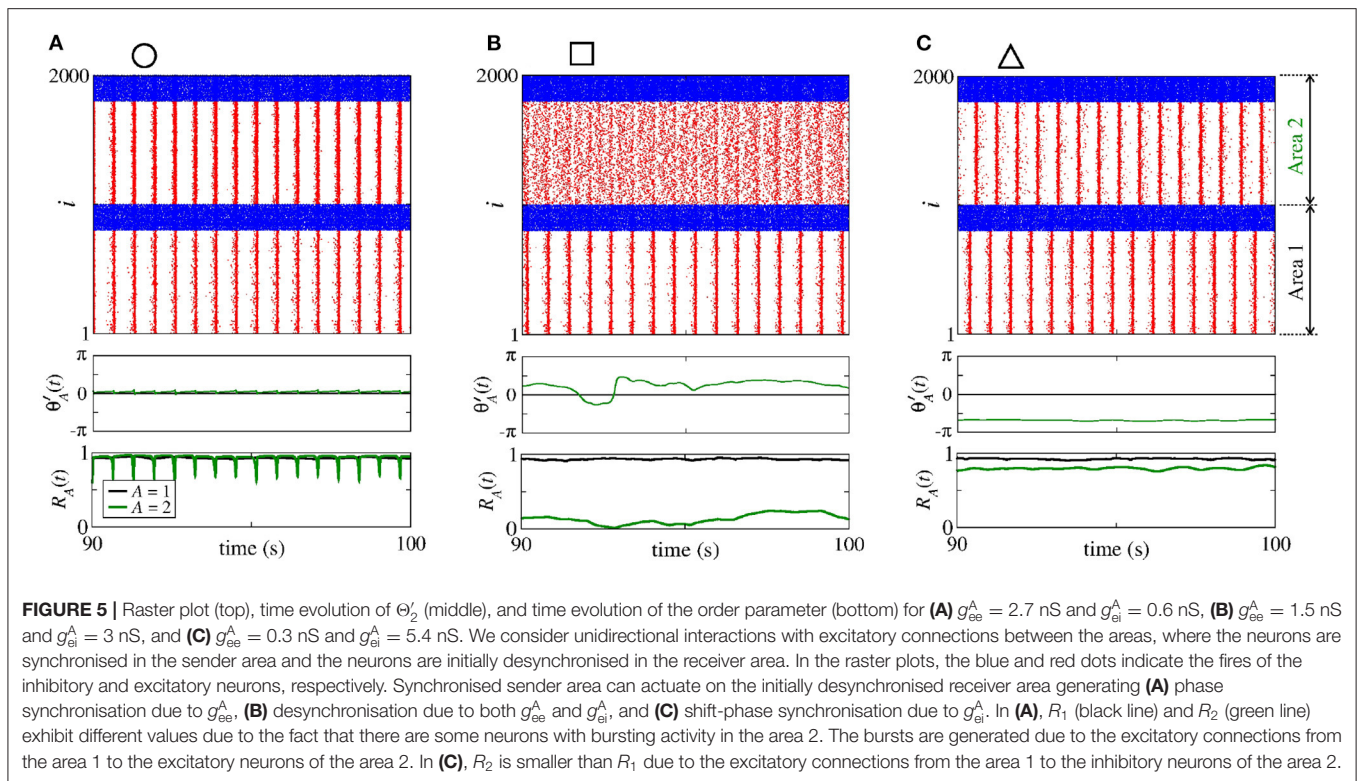 A
B
C
2000
i
1
2000
1
2000
1
Area 2
Area 1
π
0
-π
θ′A(t)
π
0
-π
θ′A(t)
π
0
-π
θ′A(t)
1
0
RA(t)
A = 1
A = 2
90
time (s)
100
1
0
RA(t)
90
time (s)
100
1
0
RA(t)
90
time (s)
100
FIGURE 5 | Raster plot (top), time evolution of Θ′2 (middle), and time evolution of the order parameter (bottom) for (A) gAee = 2.7 nS and gAei = 0.6 nS, (B) gAee = 1.5 nS
and gAei = 3 nS, and (C) gAee = 0.3 nS and gAei = 5.4 nS. We consider unidirectional interactions with excitatory connections between the areas, where the neurons are
synchronised in the sender area and the neurons are initially desynchronised in the receiver area. In the raster plots, the blue and red dots indicate the fires of the
inhibitory and excitatory neurons, respectively. Synchronised sender area can actuate on the initially desynchronised receiver area generating (A) phase
synchronisation due to gAee, (B) desynchronisation due to both gAee and gAei, and (C) shift-phase synchronisation due to gAei. In (A), R1 (black line) and R2 (green line)
exhibit different values due to the fact that there are some neurons with bursting activity in the area 2. The bursts are generated due to the excitatory connections from
the area 1 to the excitatory neurons of the area 2. In (C), R2 is smaller than R1 due to the excitatory connections from the area 1 to the inhibitory neurons of the area 2.